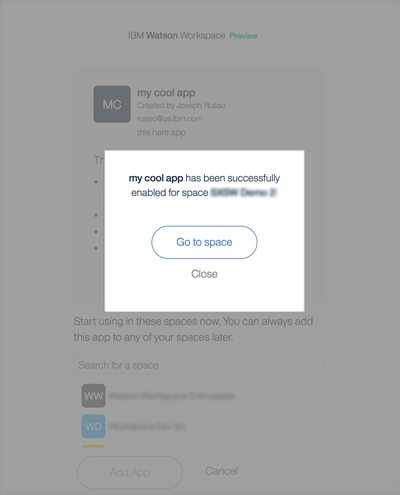 IBM Watson Workspace Preview
MC
my cool app
Created by Joseph Russo -
russo@us.ibm.com
this here app
Th
my cool app has been successfully
enabled for space
Go to space
Close
Start using in these spaces now. You can always add
this app to any of your spaces later.
Search for a space
WW
WD
Add App
Cancel